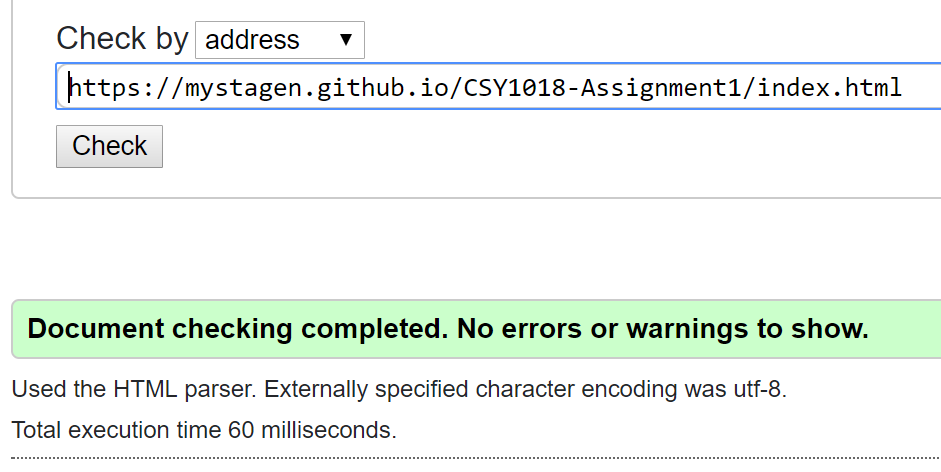 Check by address
https://mystagen.github.io/CSY1018-Assignment1/index.html
Check
Document checking completed. No errors or warnings to show.
Used the HTML parser. Externally specified character encoding was utf-8.
Total execution time 60 milliseconds.